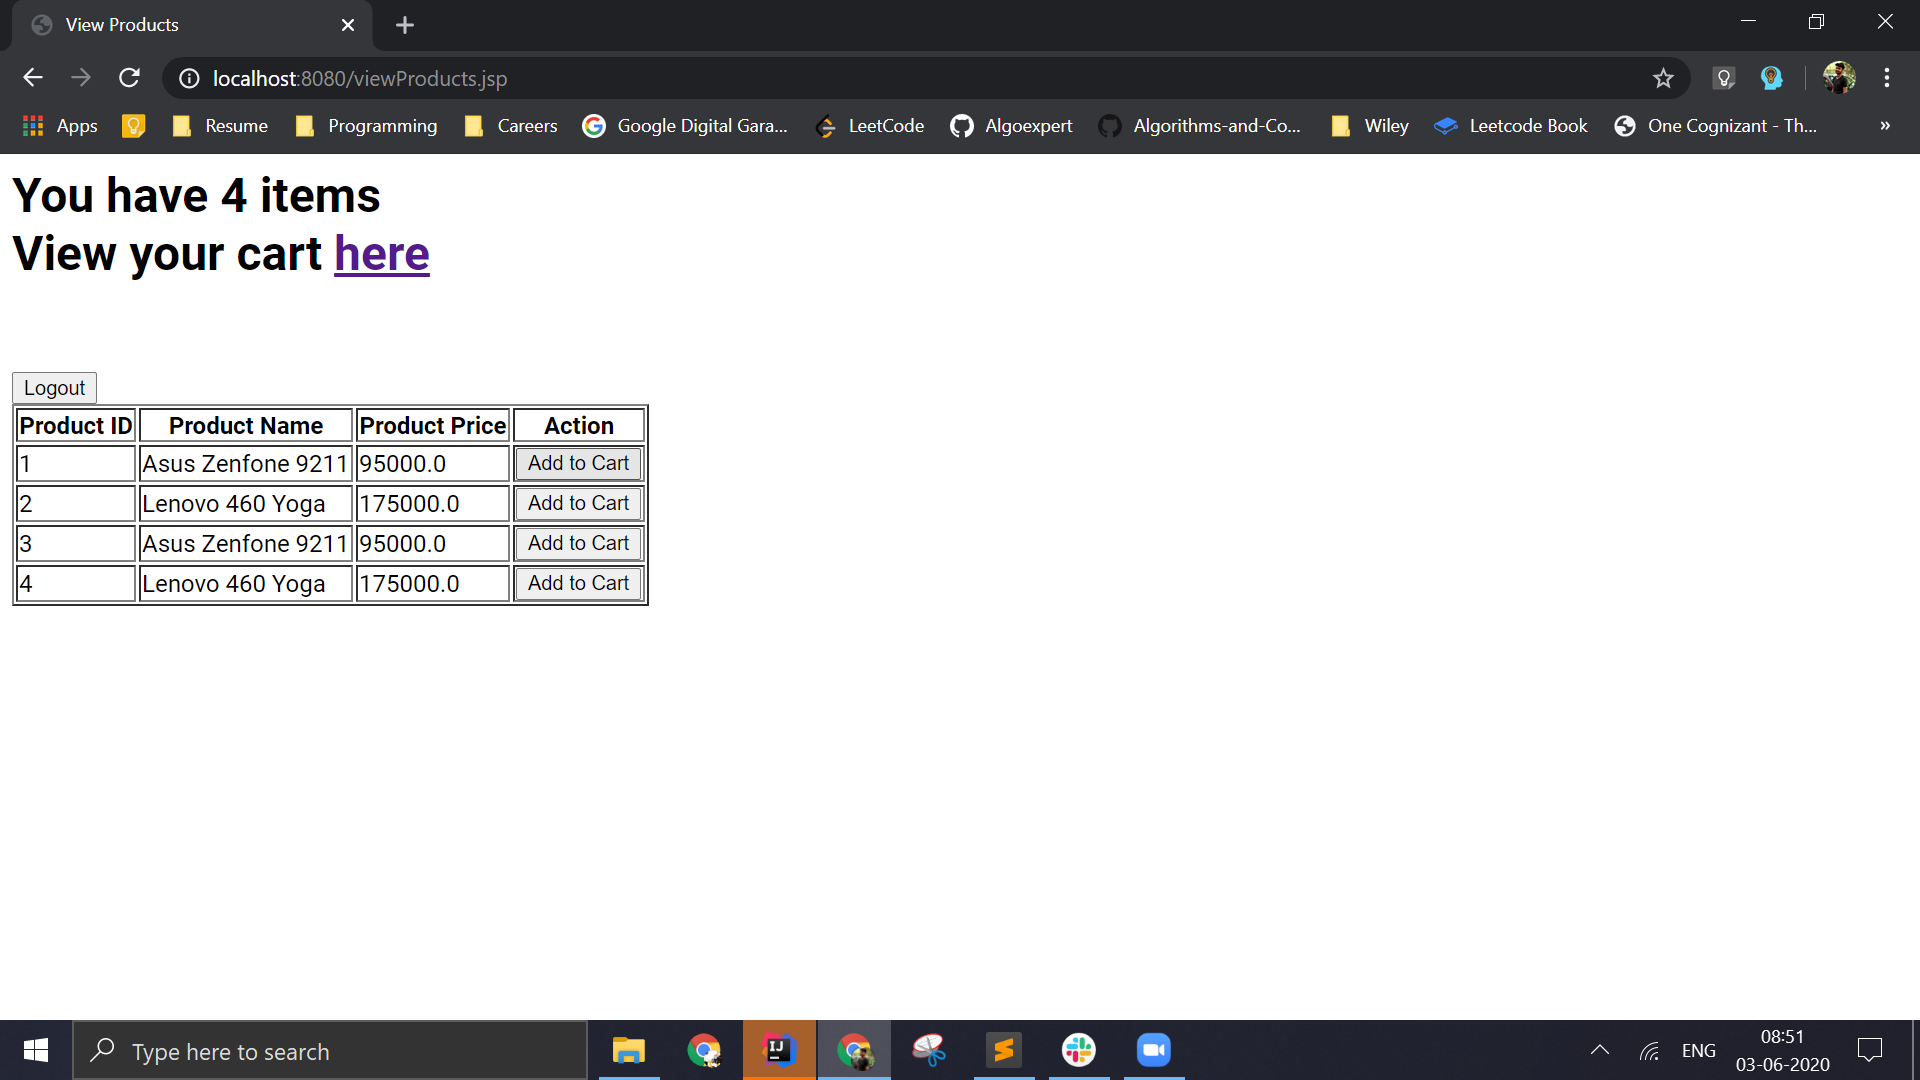 View Products
localhost:8080/viewProducts.jsp
Apps Resume Programming Careers Google Digital Gara... LeetCode Algoexpert Algorithms-and-Co... Wiley Leetcode Book One Cognizant - Th... »
You have 4 items
View your cart here
Logout
Product ID Product Name Product Price Action
1 Asus Zenfone 9211 95000.0 Add to Cart
2 Lenovo 460 Yoga 175000.0 Add to Cart
3 Asus Zenfone 9211 95000.0 Add to Cart
4 Lenovo 460 Yoga 175000.0 Add to Cart
Type here to search IJ ENG 08:51
03-06-2020